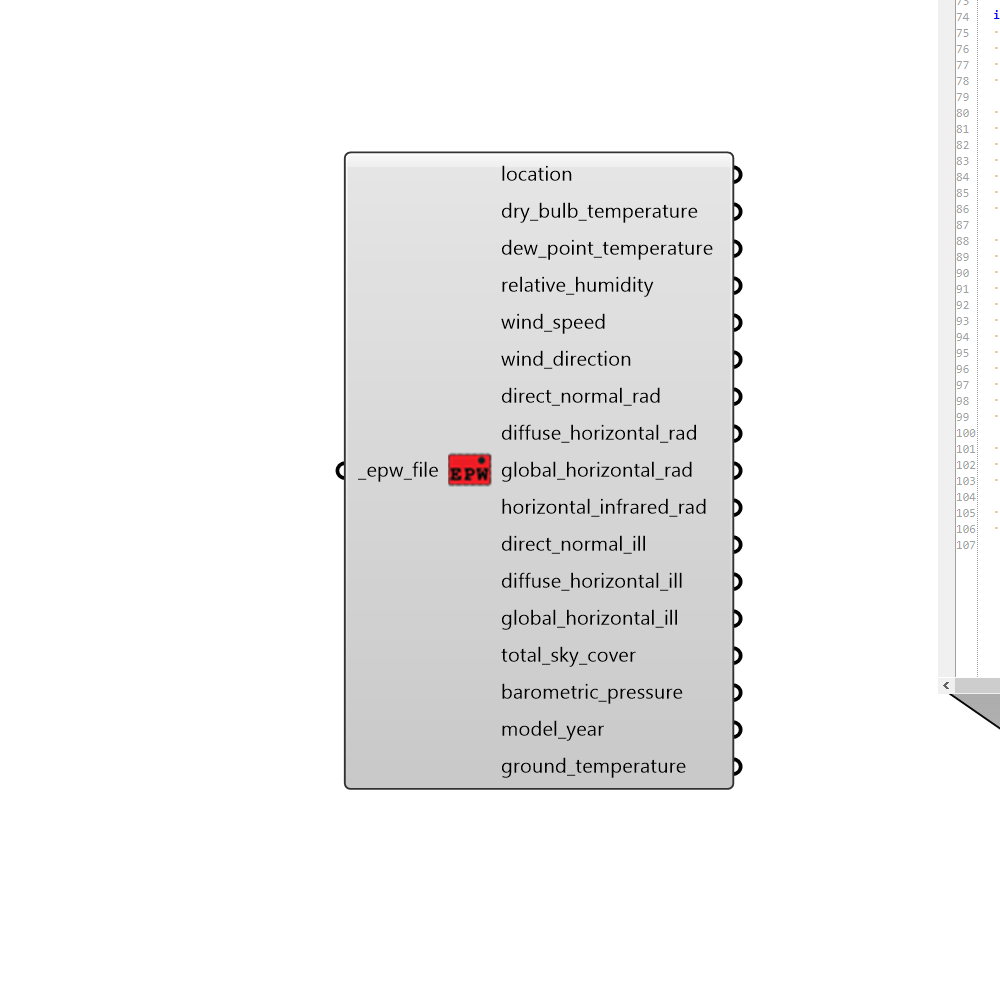 location
dry_bulb_temperature
dew_point_temperature
relative_humidity
wind_speed
wind_direction
direct_normal_rad
diffuse_horizontal_rad
_epw_file EPW global_horizontal_rad
horizontal_infrared_rad
direct_normal_ill
diffuse_horizontal_ill
global_horizontal_ill
total_sky_cover
barometric_pressure
model_year
ground_temperature
73
74 i
75
76
77
78
79
80
81
82
83
84
85
86
87
88
89
90
91
92
93
94
95
96
97
98
99
100
101
102
103
104
105
106
107